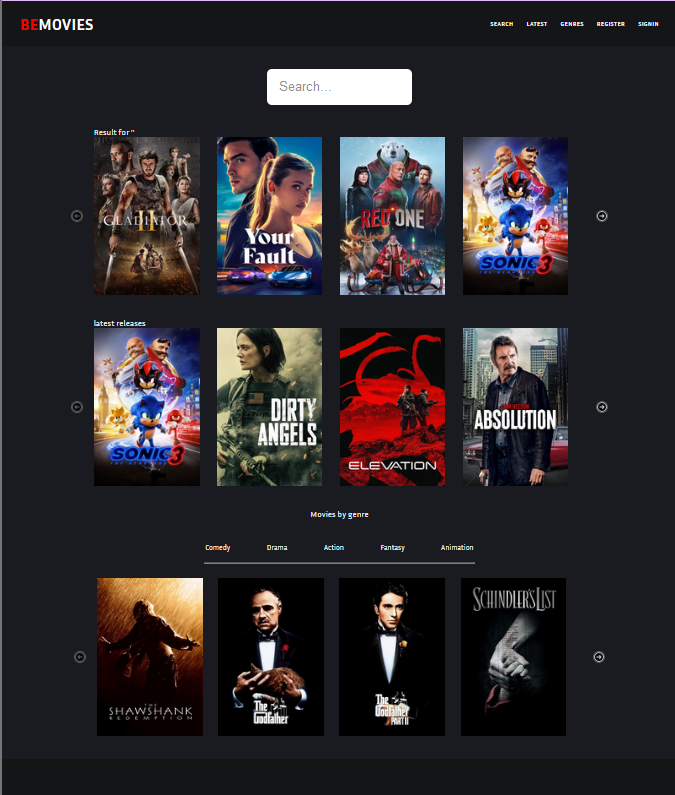 BEMOVIES
SEARCH LATEST GENRES REGISTER SIGNIN
Search...
Result for ''
GLADIATOR
II
Your
Fault
RED ONE
SONIC 3
latest releases
SONIC 3
DIRTY
ANGELS
ELEVATION
ABSOLUTION
Movies by genre
Comedy Drama Action Fantasy Animation
THE
SHAWSHANK
REDEMPTION
The
Godfather
The
Godfather
PART II
SCHINDLER'S LIST